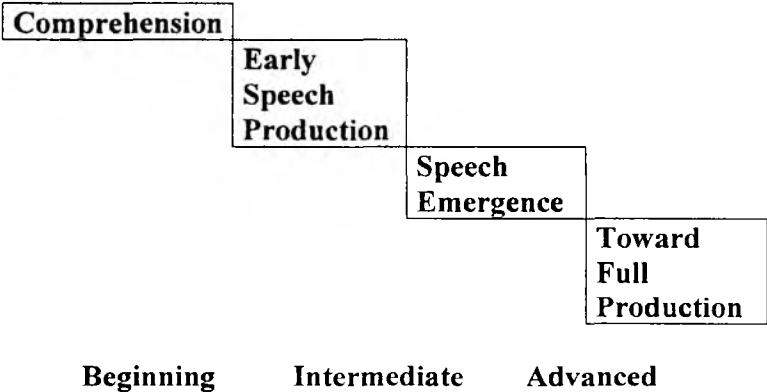 Comprehension
Early
Speech
Production
Speech
Emergence
Toward
Full
Production
Beginning Intermediate Advanced